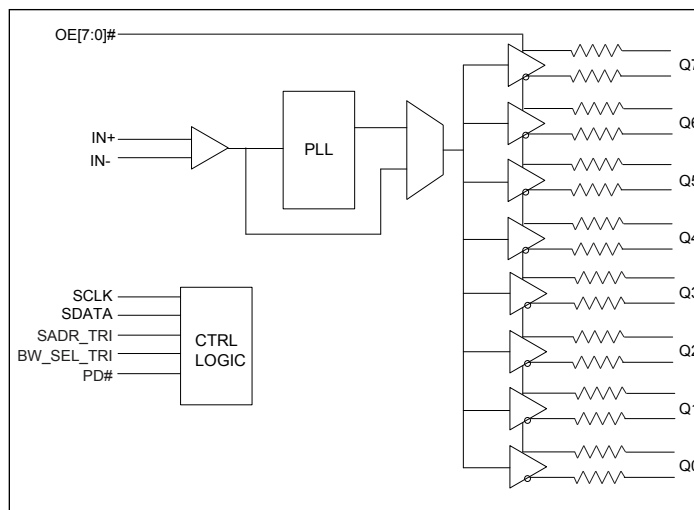 OE[7:0]#
Q7
Q6
IN+
IN-
PLL
Q5
Q4
SCLK
SDATA
SADR_TRI
BW_SEL_TRI
PD#
CTRL
LOGIC
Q3
Q2
Q1
Q0